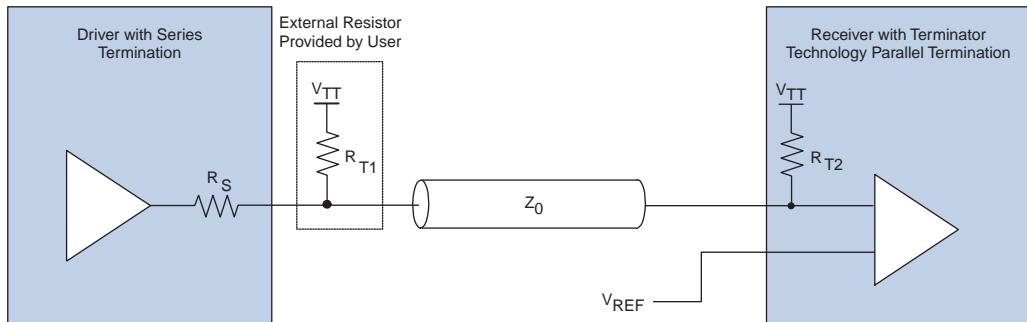 Driver with Series
Termination
External Resistor
Provided by User
Receiver with Terminator
Technology Parallel Termination
VTT
VTT
RS
RT1
Z0
RT2
VREF